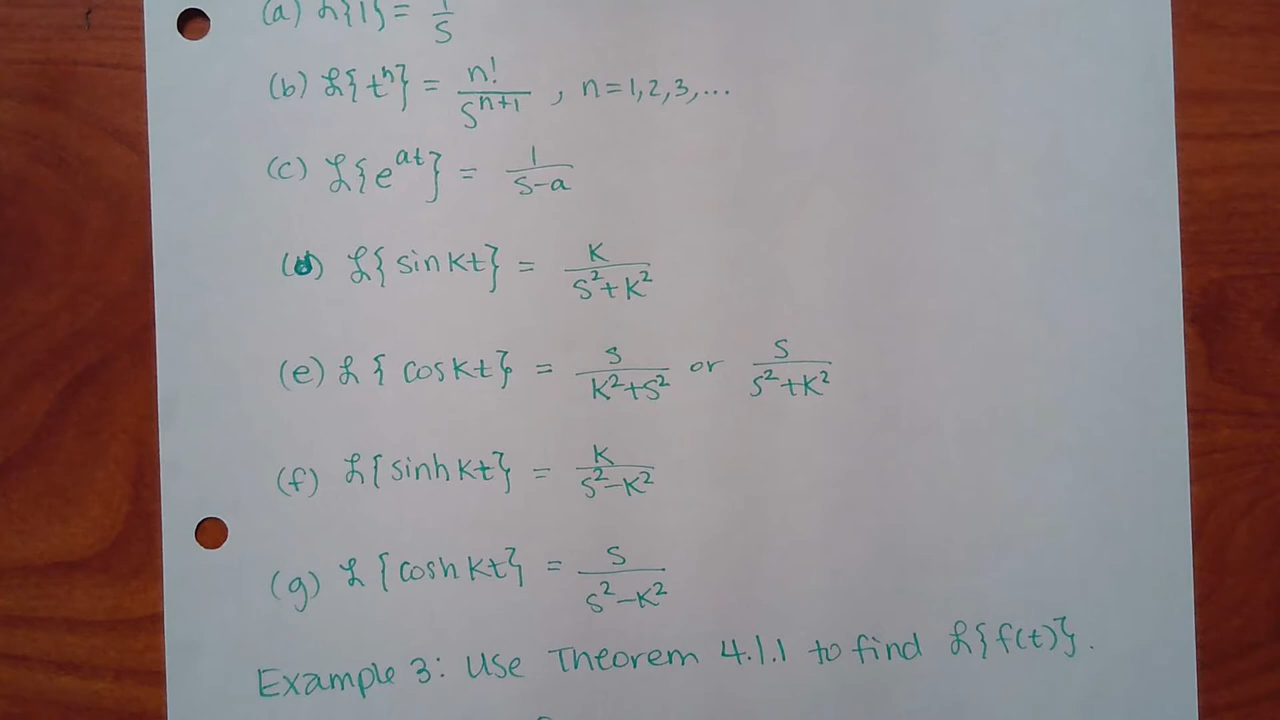 (a) ℒ{1} = 1/s
(b) ℒ{tⁿ} = n!/sⁿ⁺¹ , n=1,2,3,...
(c) ℒ{e^{at}} = 1/(s-a)
(d) ℒ{sin kt} = k/(s²+k²)
(e) ℒ{cos kt} = s/(k²+s²) or s/(s²+k²)
(f) ℒ{sinh kt} = k/(s²-k²)
(g) ℒ{cosh kt} = s/(s²-k²)
Example 3: Use Theorem 4.1.1 to find ℒ{f(t)}.